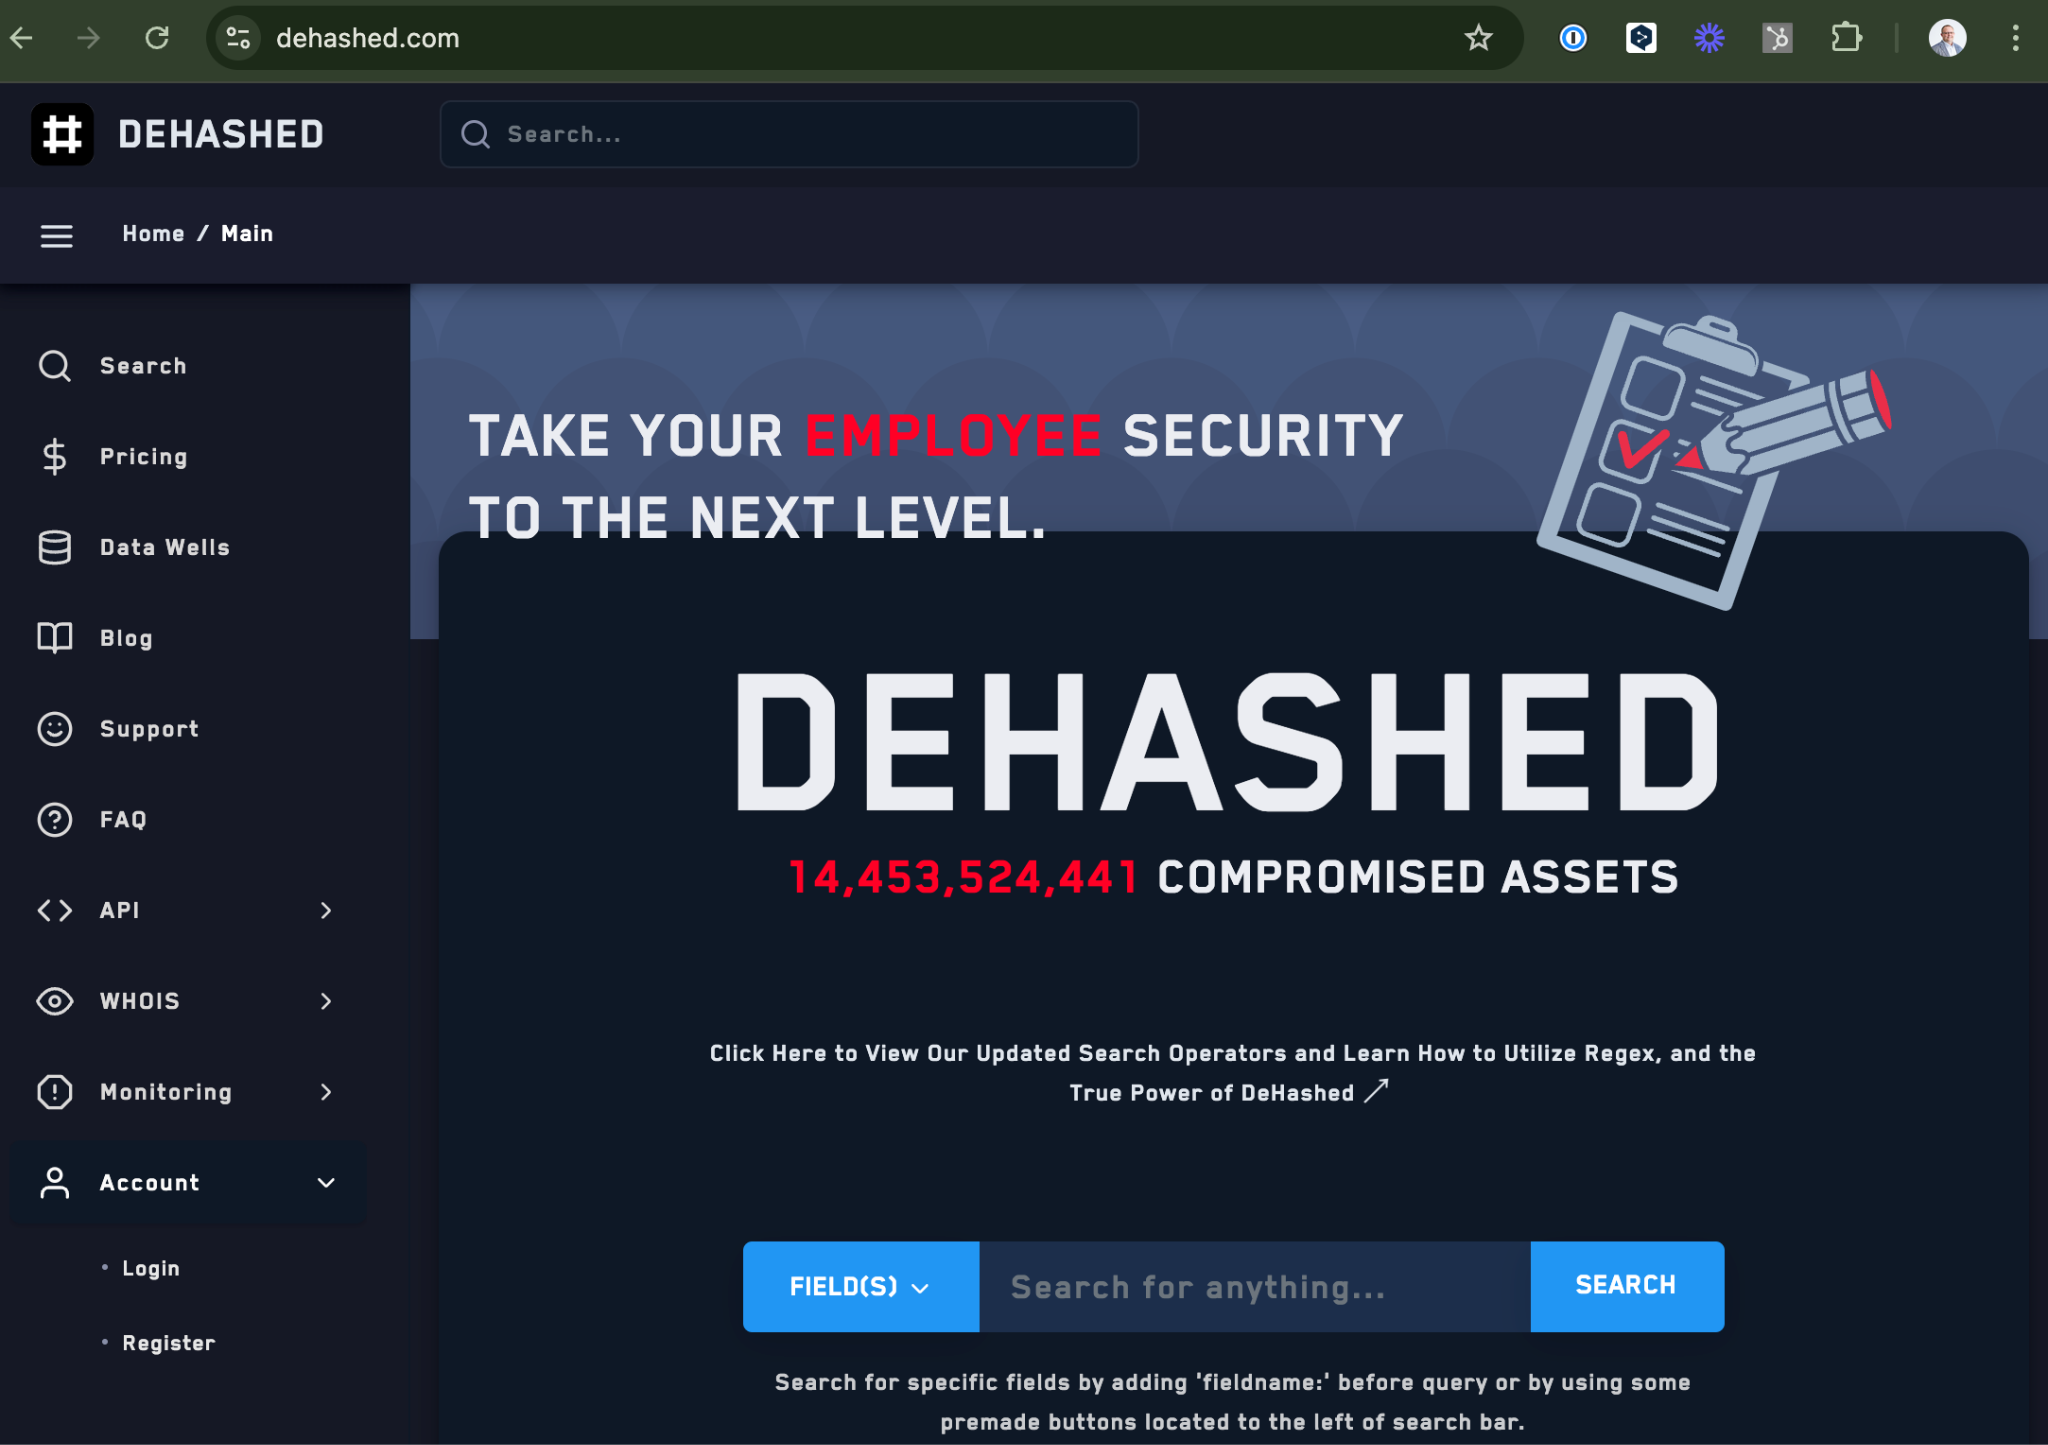 dehashed.com
DEHASHED
Search...
Home / Main
Search
Pricing
Data Wells
Blog
Support
FAQ
API
WHOIS
Monitoring
Account
Login
Register
TAKE YOUR EMPLOYEE SECURITY
TO THE NEXT LEVEL.
DEHASHED
14,453,524,441 COMPROMISED ASSETS
Click Here to View Our Updated Search Operators and Learn How to Utilize Regex, and the
True Power of DeHashed
FIELD(S)
Search for anything...
SEARCH
Search for specific fields by adding 'fieldname:' before query or by using some
premade buttons located to the left of search bar.